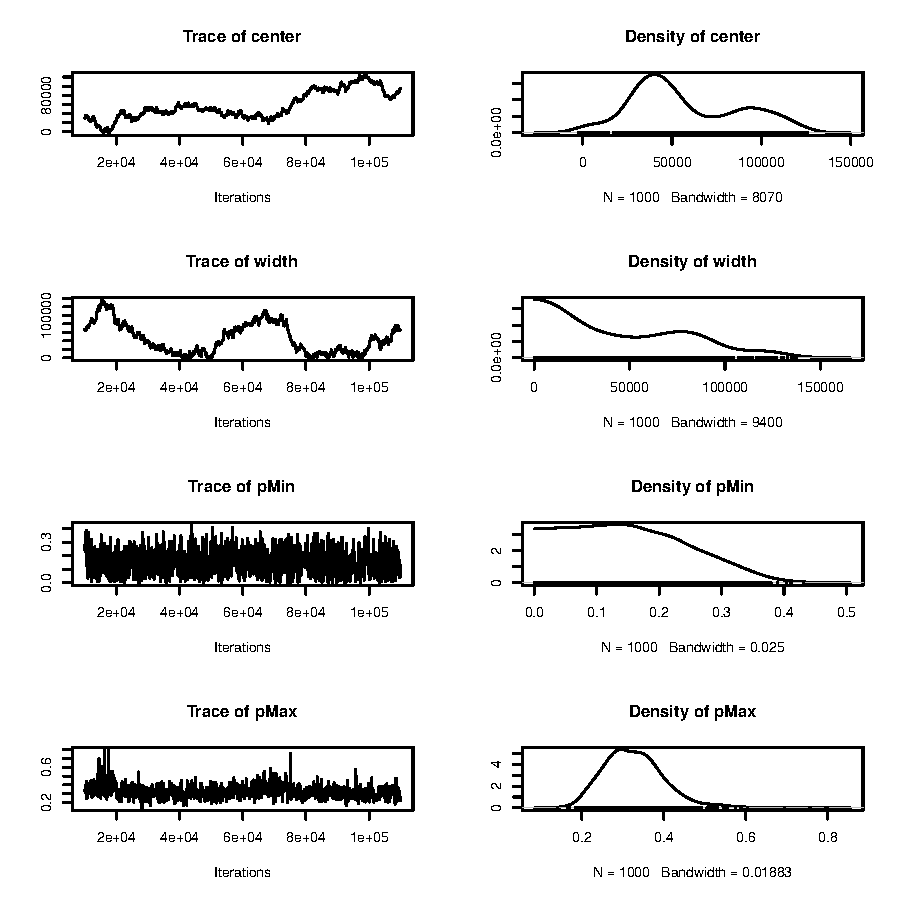 Trace of center
80000
0
2e+04 4e+04 6e+04 8e+04 1e+05
Iterations
Density of center
0.0e+00
0 50000 100000 150000
N = 1000 Bandwidth = 8070
Trace of width
100000
0
2e+04 4e+04 6e+04 8e+04 1e+05
Iterations
Density of width
0.0e+00
0 50000 100000 150000
N = 1000 Bandwidth = 9400
Trace of pMin
0.3
0.0
2e+04 4e+04 6e+04 8e+04 1e+05
Iterations
Density of pMin
2
0
0.0 0.1 0.2 0.3 0.4 0.5
N = 1000 Bandwidth = 0.025
Trace of pMax
0.6
0.2
2e+04 4e+04 6e+04 8e+04 1e+05
Iterations
Density of pMax
4
2
0
0.2 0.4 0.6 0.8
N = 1000 Bandwidth = 0.01883